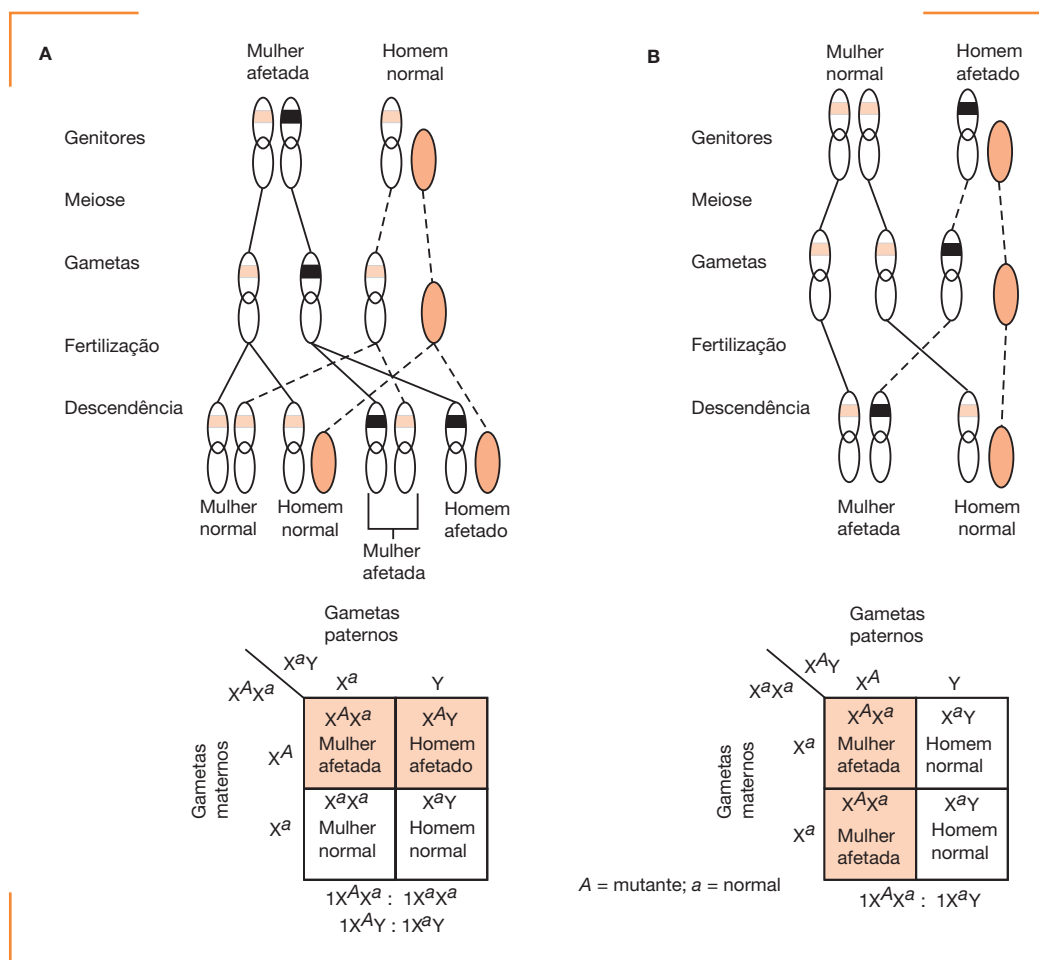 A
Mulher
afetada
Homem
normal
Genitores
Meiose
Gametas
Fertilização
Descendência
Mulher
normal
Homem
normal
Mulher
afetada
Homem
afetado
Gametas
paternos
XᵃY
XᴬXᵃ
Xᵃ
Y
Gametas
maternos
Xᴬ
XᴬXᵃ
Mulher
afetada
XᴬY
Homem
afetado
Xᵃ
XᵃXᵃ
Mulher
normal
XᵃY
Homem
normal
1XᴬXᵃ : 1XᵃXᵃ
1XᴬY : 1XᵃY
B
Mulher
normal
Homem
afetado
Genitores
Meiose
Gametas
Fertilização
Descendência
Mulher
afetada
Homem
normal
Gametas
paternos
XᴬY
XᵃXᵃ
Xᴬ
Y
Gametas
maternos
Xᵃ
XᴬXᵃ
Mulher
afetada
XᵃY
Homem
normal
Xᵃ
XᴬXᵃ
Mulher
afetada
XᵃY
Homem
normal
1XᴬXᵃ : 1XᵃY
A = mutante; a = normal